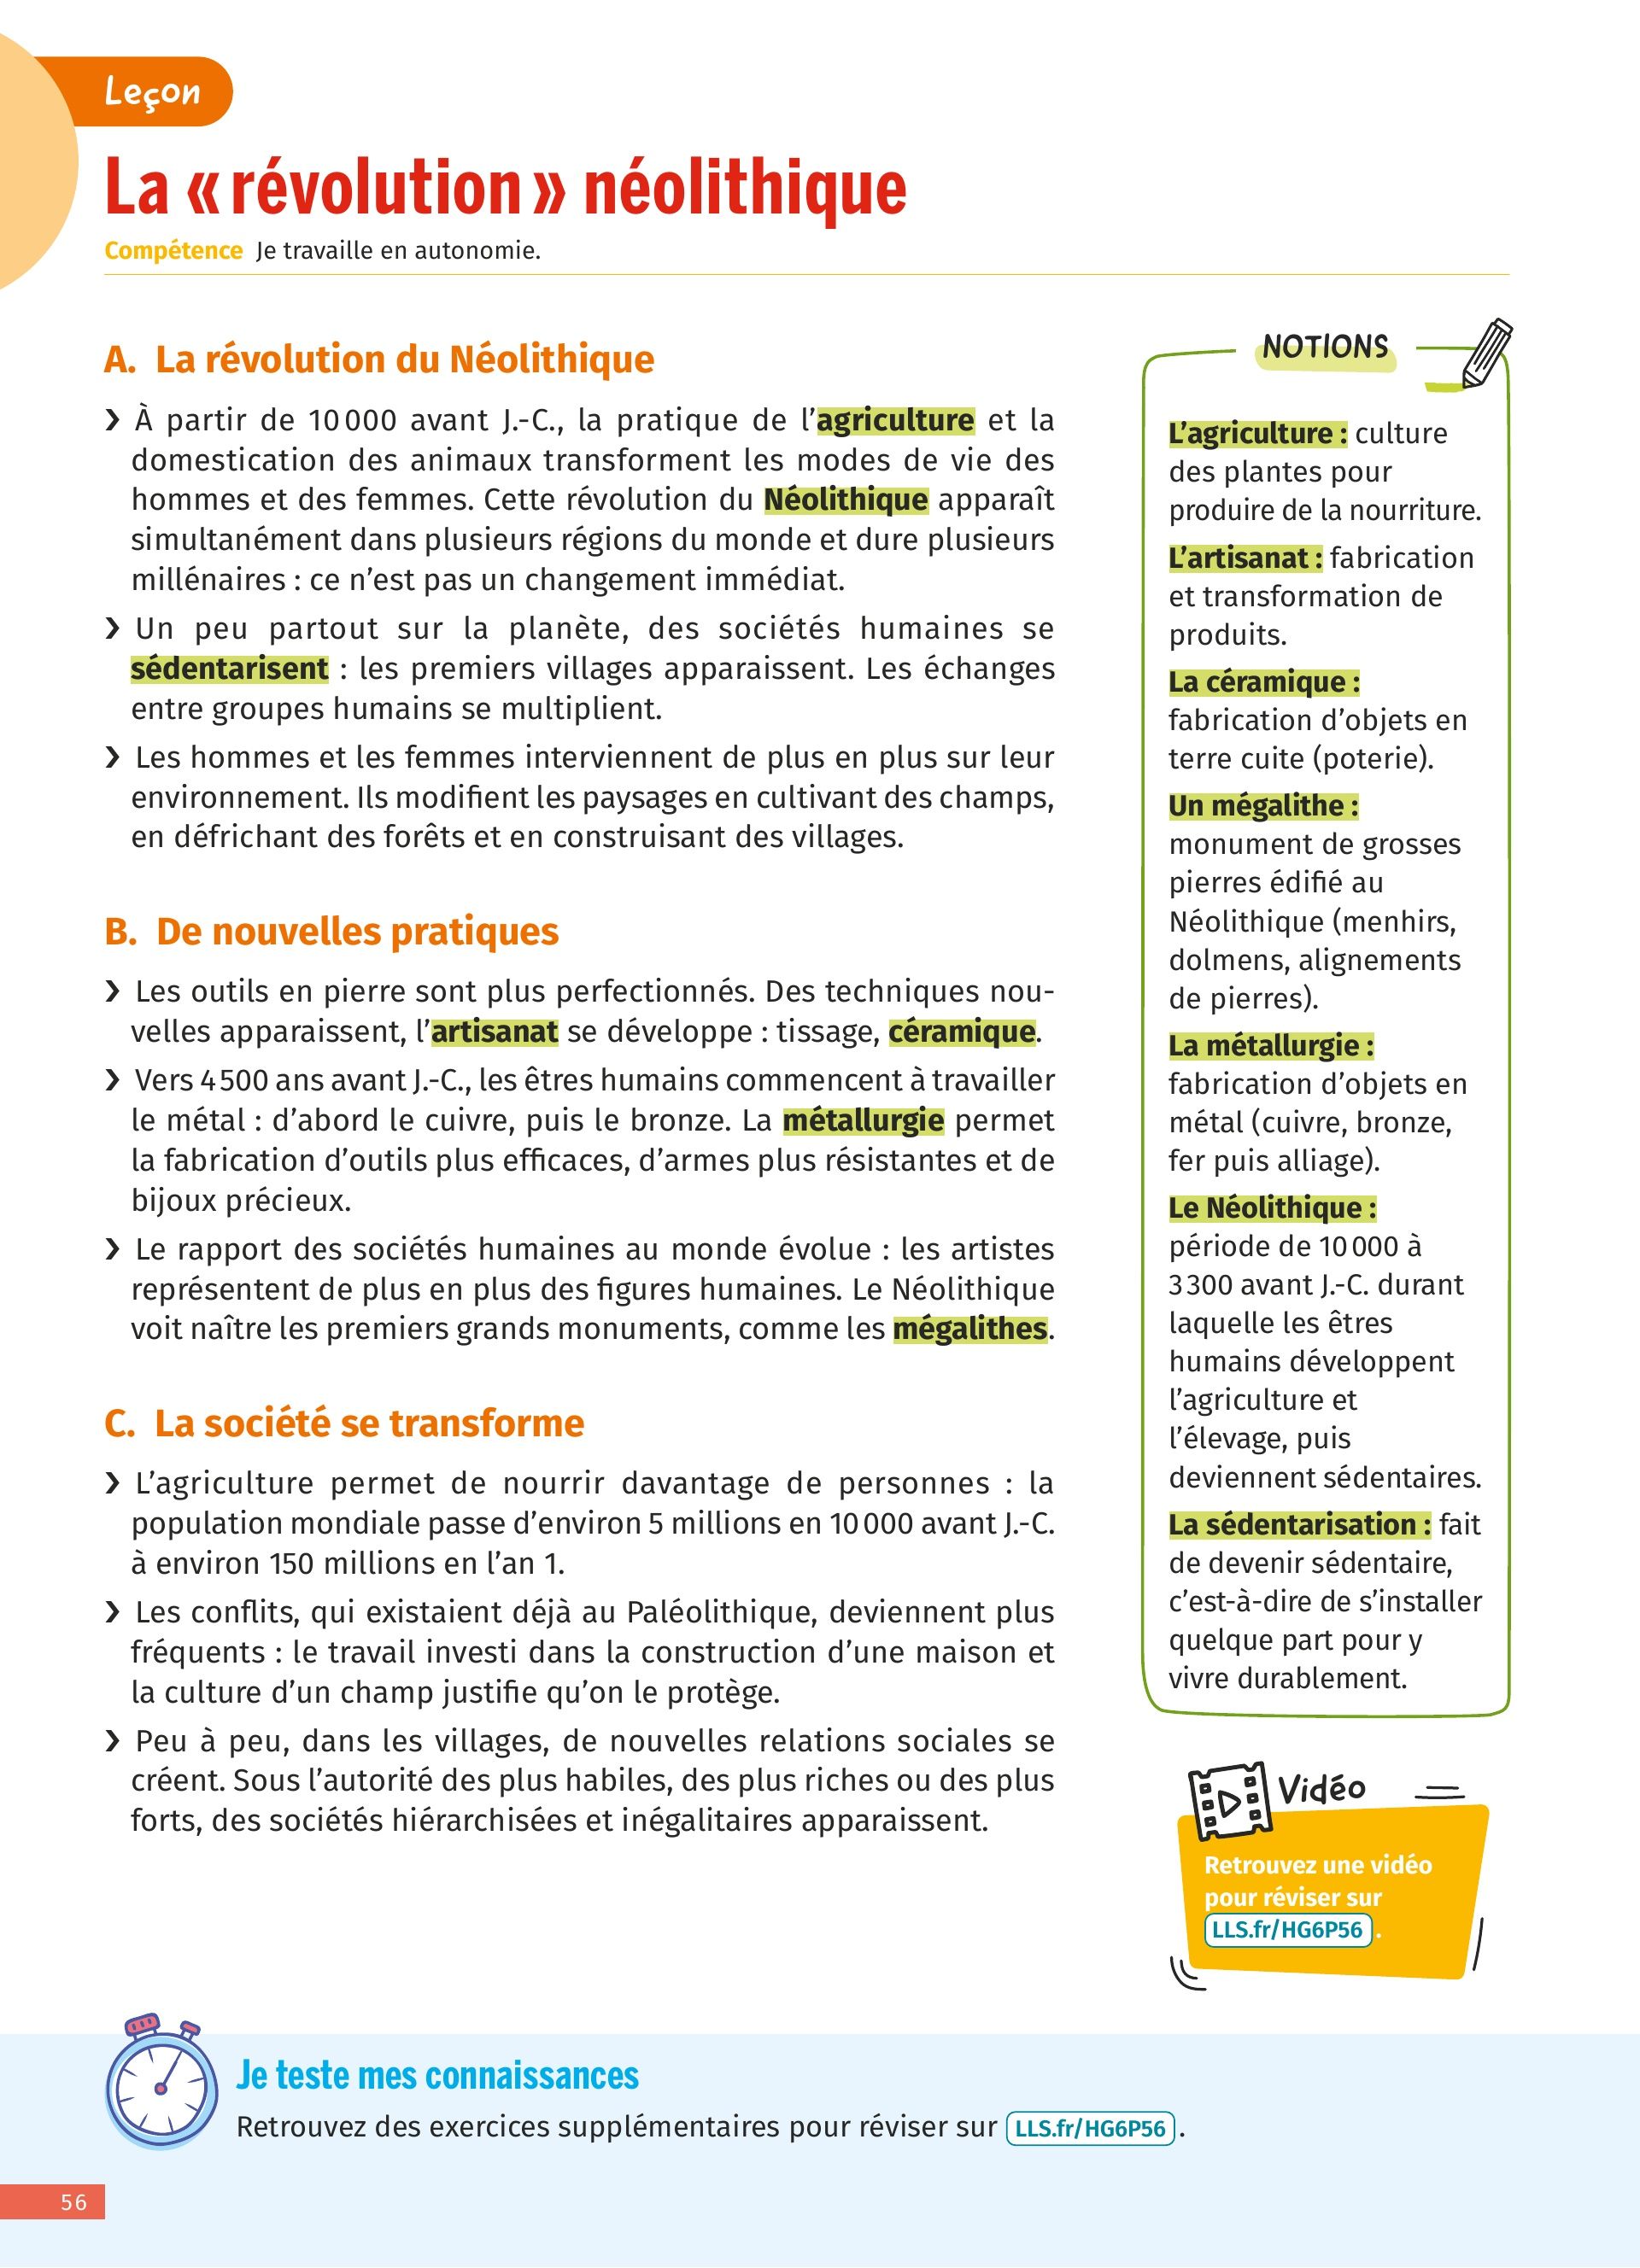 Leçon
La « révolution » néolithique
Compétence Je travaille en autonomie.
A. La révolution du Néolithique
❯ À partir de 10 000 avant J.-C., la pratique de l’agriculture et la
domestication des animaux transforment les modes de vie des
hommes et des femmes. Cette révolution du Néolithique apparaît
simultanément dans plusieurs régions du monde et dure plusieurs
millénaires : ce n’est pas un changement immédiat.
❯ Un peu partout sur la planète, des sociétés humaines se
sédentarisent : les premiers villages apparaissent. Les échanges
entre groupes humains se multiplient.
❯ Les hommes et les femmes interviennent de plus en plus sur leur
environnement. Ils modifient les paysages en cultivant des champs,
en défrichant des forêts et en construisant des villages.
B. De nouvelles pratiques
❯ Les outils en pierre sont plus perfectionnés. Des techniques nou-
velles apparaissent, l’artisanat se développe : tissage, céramique.
❯ Vers 4 500 ans avant J.-C., les êtres humains commencent à travailler
le métal : d’abord le cuivre, puis le bronze. La métallurgie permet
la fabrication d’outils plus efficaces, d’armes plus résistantes et de
bijoux précieux.
❯ Le rapport des sociétés humaines au monde évolue : les artistes
représentent de plus en plus des figures humaines. Le Néolithique
voit naître les premiers grands monuments, comme les mégalithes.
C. La société se transforme
❯ L’agriculture permet de nourrir davantage de personnes : la
population mondiale passe d’environ 5 millions en 10 000 avant J.-C.
à environ 150 millions en l’an 1.
❯ Les conflits, qui existaient déjà au Paléolithique, deviennent plus
fréquents : le travail investi dans la construction d’une maison et
la culture d’un champ justifie qu’on le protège.
❯ Peu à peu, dans les villages, de nouvelles relations sociales se
créent. Sous l’autorité des plus habiles, des plus riches ou des plus
forts, des sociétés hiérarchisées et inégalitaires apparaissent.
NOTIONS
L’agriculture : culture
des plantes pour
produire de la nourriture.
L’artisanat : fabrication
et transformation de
produits.
La céramique :
fabrication d’objets en
terre cuite (poterie).
Un mégalithe :
monument de grosses
pierres édifié au
Néolithique (menhirs,
dolmens, alignements
de pierres).
La métallurgie :
fabrication d’objets en
métal (cuivre, bronze,
fer puis alliage).
Le Néolithique :
période de 10 000 à
3 300 avant J.-C. durant
laquelle les êtres
humains développent
l’agriculture et
l’élevage, puis
deviennent sédentaires.
La sédentarisation : fait
de devenir sédentaire,
c’est-à-dire de s’installer
quelque part pour y
vivre durablement.
Vidéo
Retrouvez une vidéo
pour réviser sur
LLS.fr/HG6P56 .
Je teste mes connaissances
Retrouvez des exercices supplémentaires pour réviser sur LLS.fr/HG6P56 .
56